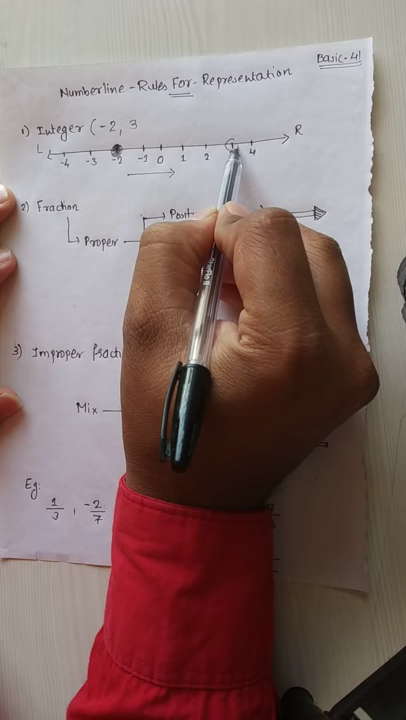 Basic-41
Numberline - Rules For - Representation
1) Integer (-2, 3
L -4 -3 -2 -1 0 1 2 4 R
2) Fraction
Proper
3) Improper
Mix
Eg:
1/3 , -2/7